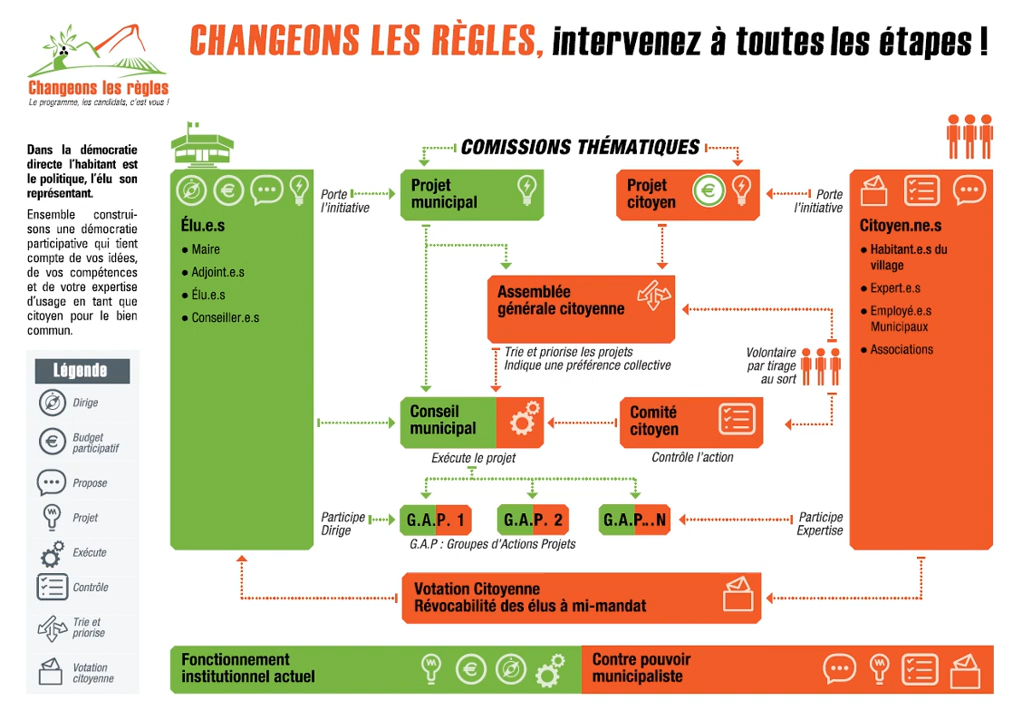 CHANGEONS LES RÈGLES, intervenez à toutes les étapes !
Changeons les règles
Le programme, les candidats, c'est vous !
Dans la démocratie
directe l'habitant est
le politique, l'élu son
représentant.
Ensemble construi-
sons une démocratie
participative qui tient
compte de vos idées,
de vos compétences
et de votre expertise
d'usage en tant que
citoyen pour le bien
commun.
Légende
Dirige
Budget
participatif
Propose
Projet
Exécute
Contrôle
Trie et
priorise
Votation
citoyenne
COMISSIONS THÉMATIQUES
Élu.e.s
● Maire
● Adjoint.e.s
● Élu.e.s
● Conseiller.e.s
Porte
l'initiative
Projet
municipal
Projet
citoyen
Porte
l'initiative
Citoyen.ne.s
● Habitant.e.s du
village
● Expert.e.s
● Employé.e.s
Municipaux
● Associations
Assemblée
générale citoyenne
Trie et priorise les projets
Indique une préférence collective
Volontaire
par tirage
au sort
Conseil
municipal
Exécute le projet
Comité
citoyen
Contrôle l'action
Participe
Dirige
G.A.P. 1
G.A.P. 2
G.A.P...N
Participe
Expertise
G.A.P : Groupes d'Actions Projets
Votation Citoyenne
Révocabilité des élus à mi-mandat
Fonctionnement
institutionnel actuel
Contre pouvoir
municipaliste